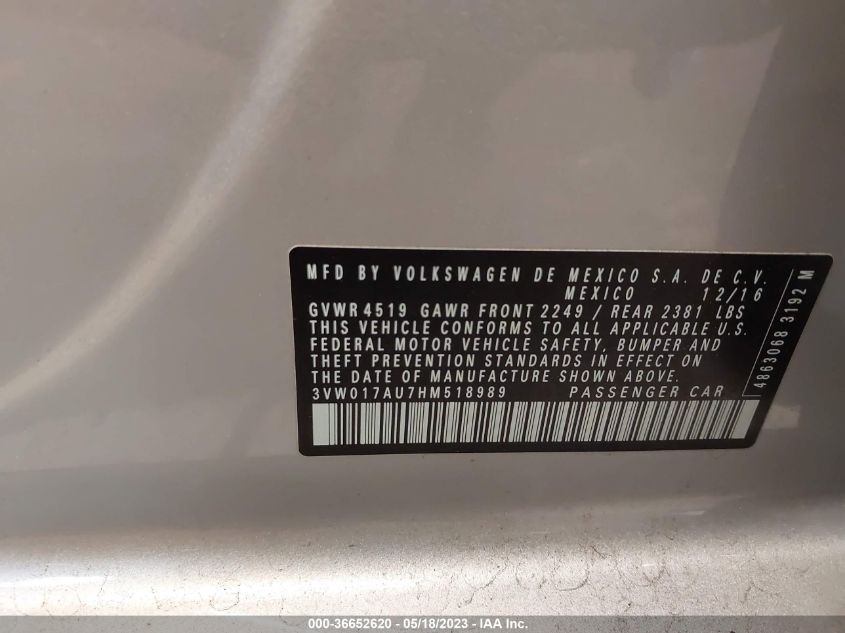 MFD BY VOLKSWAGEN DE MEXICO S.A. DE C.V.
MEXICO 12/16
GVWR 4519 GAWR FRONT 2249 / REAR 2381 LBS
THIS VEHICLE CONFORMS TO ALL APPLICABLE U.S.
FEDERAL MOTOR VEHICLE SAFETY, BUMPER AND
THEFT PREVENTION STANDARDS IN EFFECT ON
THE DATE OF MANUFACTURE SHOWN ABOVE.
3VW017AU7HM518989 PASSENGER CAR
4863068 3192 M
000-36652620 - 05/18/2023 - IAA Inc.